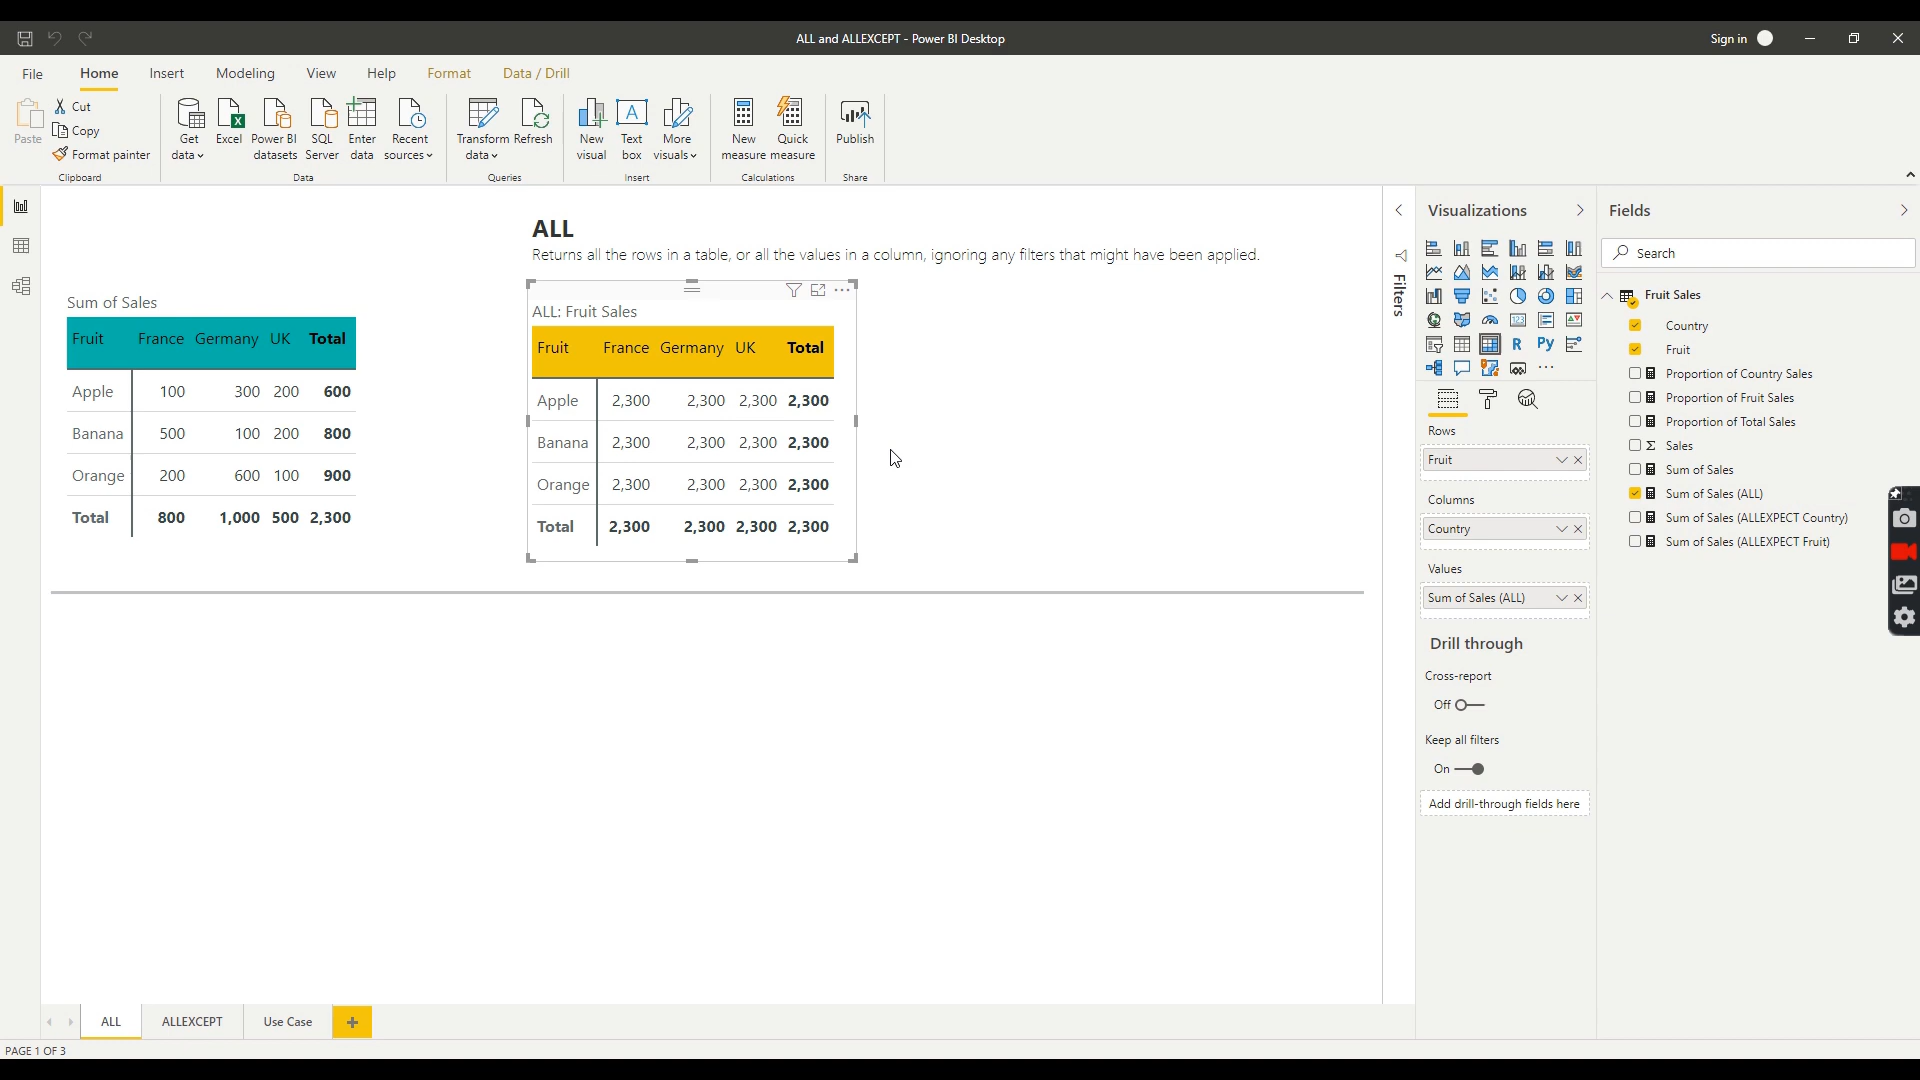 ALL and ALLEXCEPT - Power BI Desktop
Sign in
File Home Insert Modeling View Help Format Data / Drill
Paste
Cut
Copy
Format painter
Clipboard
Get data
Excel
Power BI datasets
SQL Server
Enter data
Recent sources
Data
Transform data
Refresh
Queries
New visual
Text box
More visuals
Insert
New measure
Quick measure
Calculations
Publish
Share
ALL
Returns all the rows in a table, or all the values in a column, ignoring any filters that might have been applied.
Sum of Sales
Fruit France Germany UK Total
Apple 100 300 200 600
Banana 500 100 200 800
Orange 200 600 100 900
Total 800 1,000 500 2,300
ALL: Fruit Sales
Fruit France Germany UK Total
Apple 2,300 2,300 2,300 2,300
Banana 2,300 2,300 2,300 2,300
Orange 2,300 2,300 2,300 2,300
Total 2,300 2,300 2,300 2,300
Filters
Visualizations
R
Py
123
Rows
Fruit
Columns
Country
Values
Sum of Sales (ALL)
Drill through
Cross-report
Off
Keep all filters
On
Add drill-through fields here
Fields
Search
Fruit Sales
Country
Fruit
Proportion of Country Sales
Proportion of Fruit Sales
Proportion of Total Sales
Σ Sales
Sum of Sales
Sum of Sales (ALL)
Sum of Sales (ALLEXPECT Country)
Sum of Sales (ALLEXPECT Fruit)
ALL ALLEXCEPT Use Case +
PAGE 1 OF 3